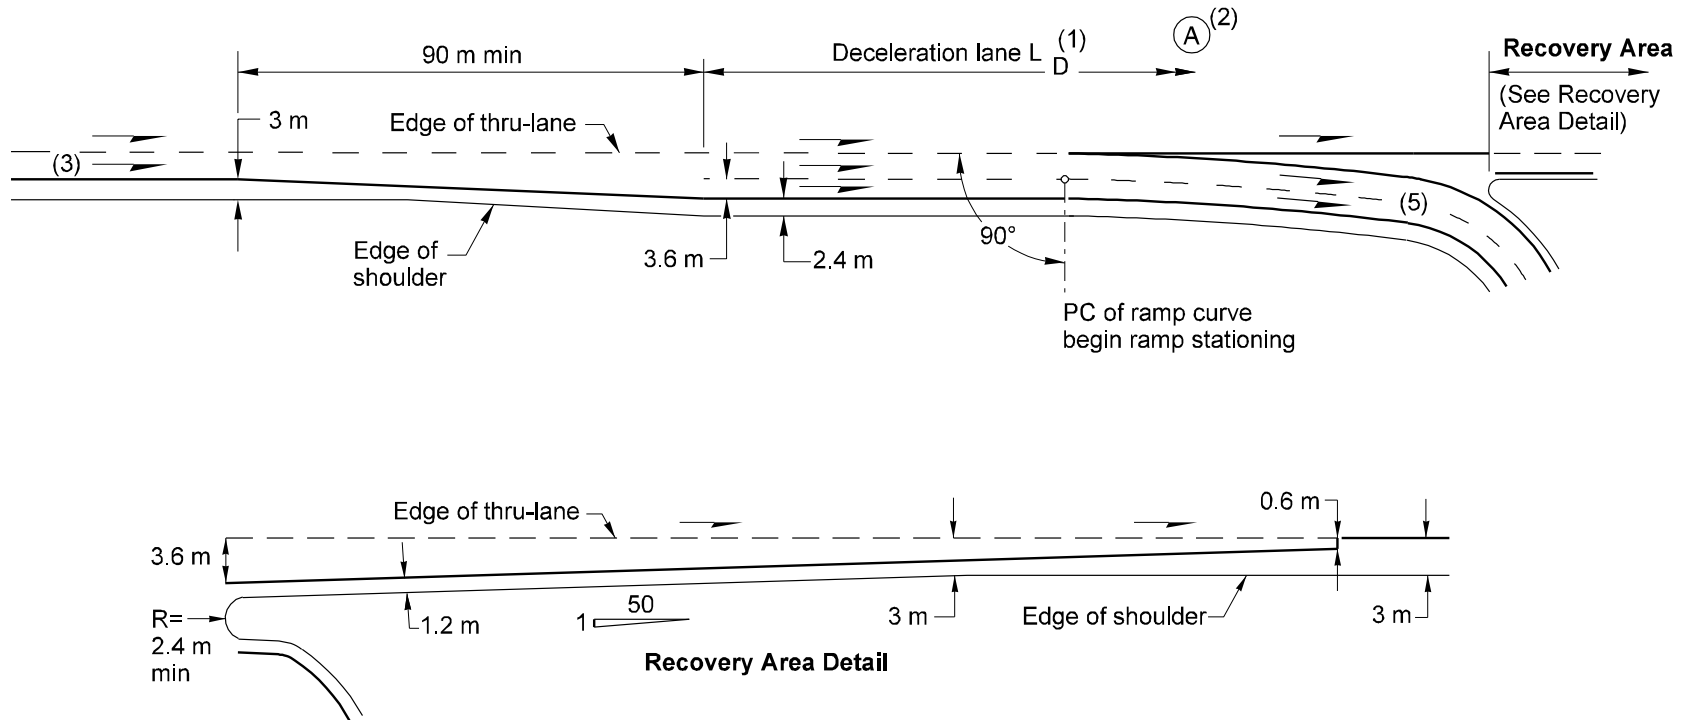 90 m min
Deceleration lane L D (1)
A (2)
Recovery Area
(See Recovery
Area Detail)
3 m
Edge of thru-lane
(3)
(5)
90°
Edge of
shoulder
3.6 m
2.4 m
PC of ramp curve
begin ramp stationing
Edge of thru-lane
0.6 m
3.6 m
R=
2.4 m
min
1.2 m
50
1
3 m
Edge of shoulder
3 m
Recovery Area Detail